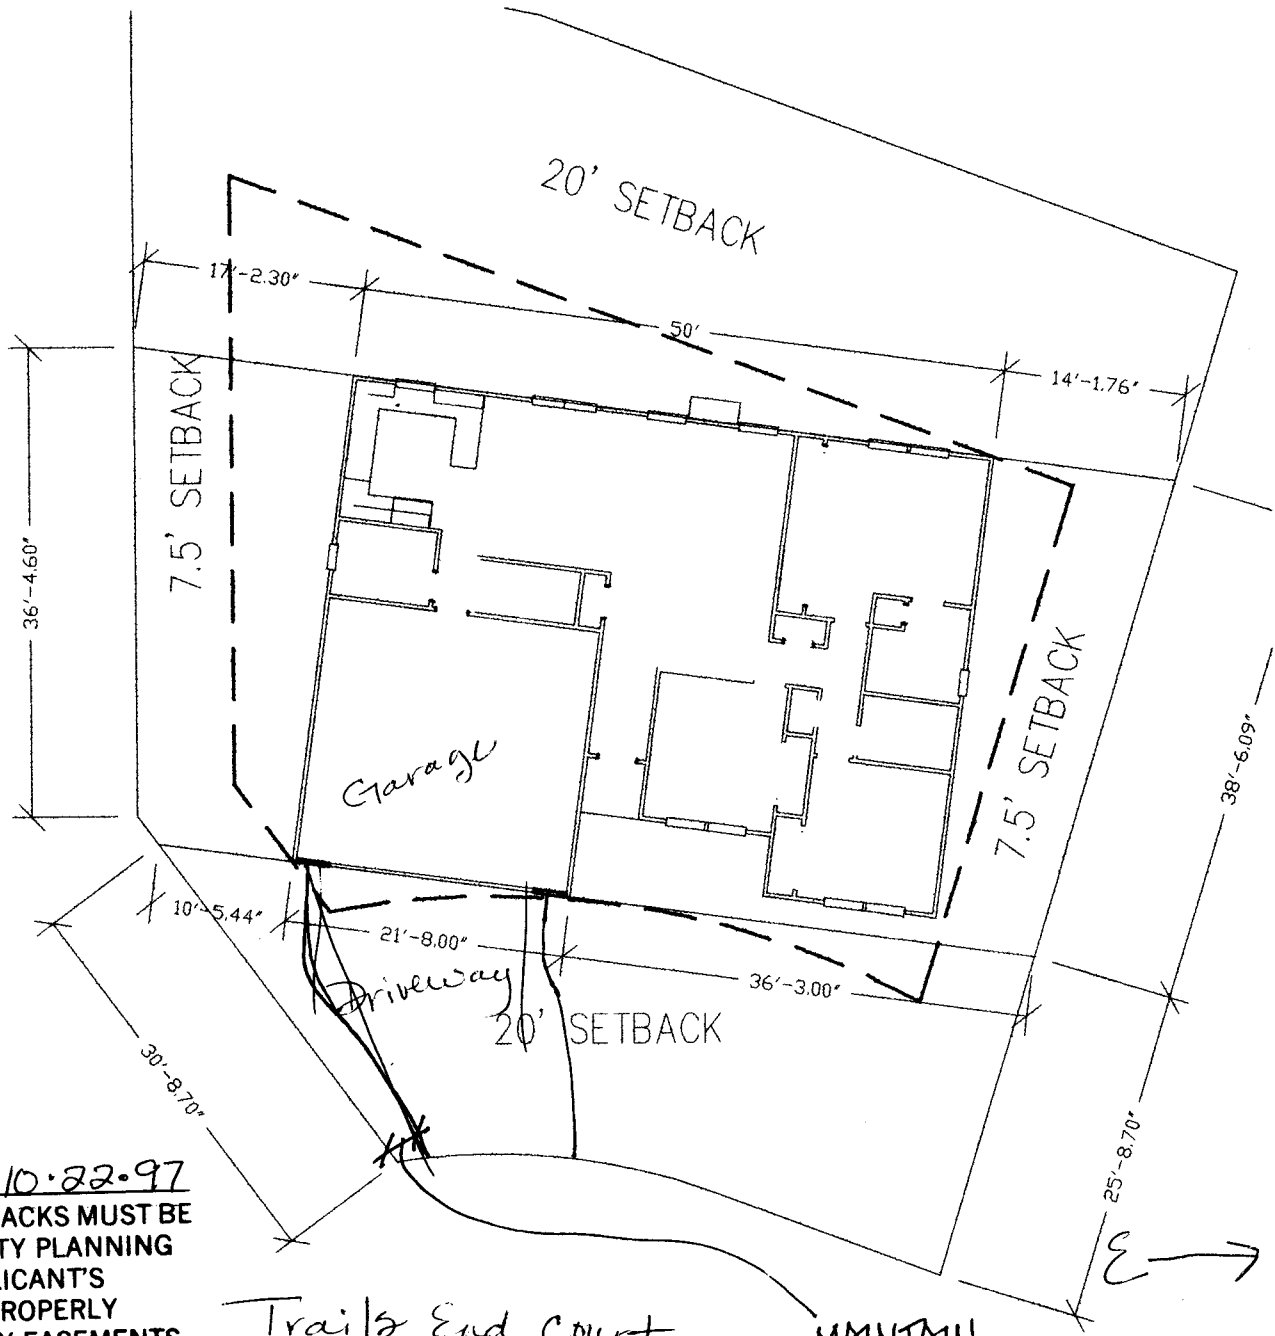 20' SETBACK
17'-2.30"
50'
14'-1.76"
7.5' SETBACK
36'-4.60"
Garage
7.5' SETBACK
38'-6.09"
10'-5.44"
21'-8.00"
36'-3.00"
Driveway
20' SETBACK
30'-8.70"
25'-8.70"
10·22·97
ACKS MUST BE
TY PLANNING
LICANT'S
ROPERLY
EASEMENTS
E
Trails End Court